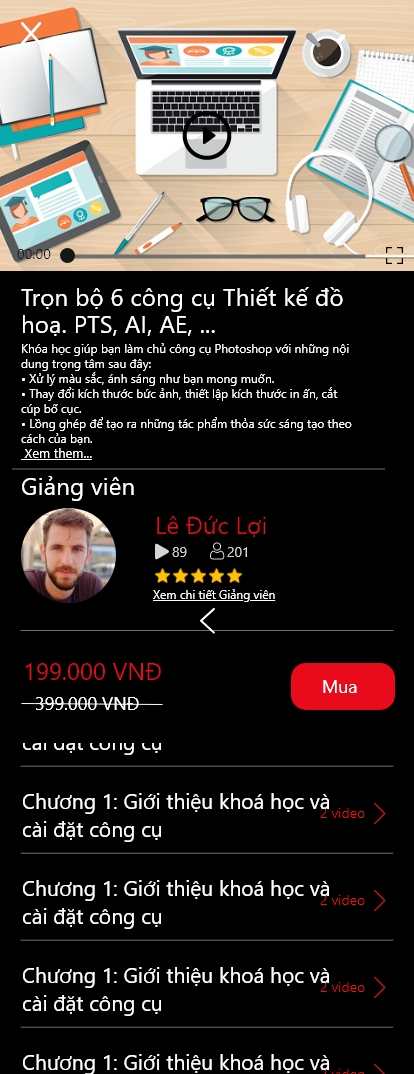 00:00
Trọn bộ 6 công cụ Thiết kế đồ
hoạ. PTS, AI, AE, ...
Khóa học giúp bạn làm chủ công cụ Photoshop với những nội
dung trọng tâm sau đây:
• Xử lý màu sắc, ánh sáng như bạn mong muốn.
• Thay đổi kích thước bức ảnh, thiết lập kích thước in ấn, cắt
cúp bố cục.
• Lồng ghép để tạo ra những tác phẩm thỏa sức sáng tạo theo
cách của bạn.
Xem thêm...
Giảng viên
Lê Đức Lợi
89 201
Xem chi tiết Giảng viên
199.000 VNĐ
399.000 VNĐ
Mua
cài đặt công cụ
Chương 1: Giới thiệu khoá học và
cài đặt công cụ
2 video
Chương 1: Giới thiệu khoá học và
cài đặt công cụ
2 video
Chương 1: Giới thiệu khoá học và
cài đặt công cụ
2 video
Chương 1: Giới thiệu khoá học và
2 video